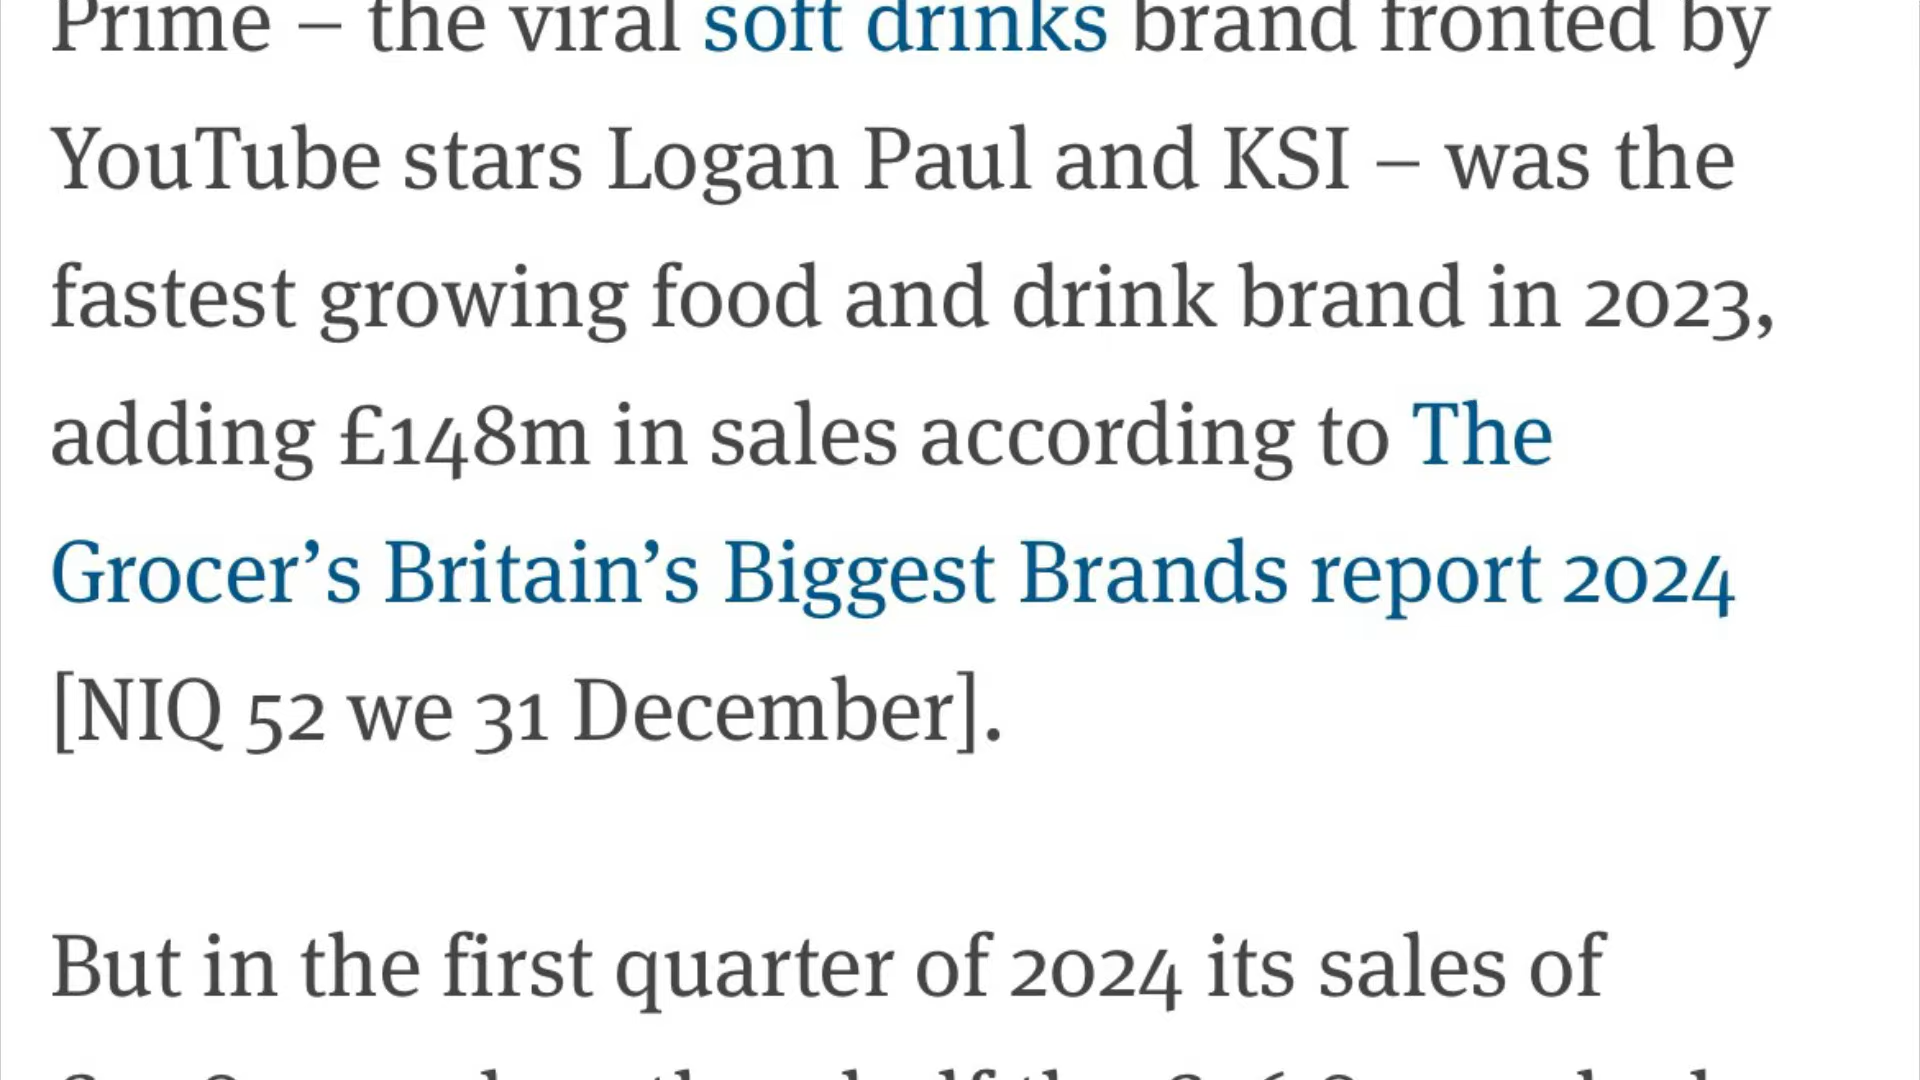 Prime – the viral soft drinks brand fronted by
YouTube stars Logan Paul and KSI – was the
fastest growing food and drink brand in 2023,
adding £148m in sales according to The
Grocer’s Britain’s Biggest Brands report 2024
[NIQ 52 we 31 December].
But in the first quarter of 2024 its sales of